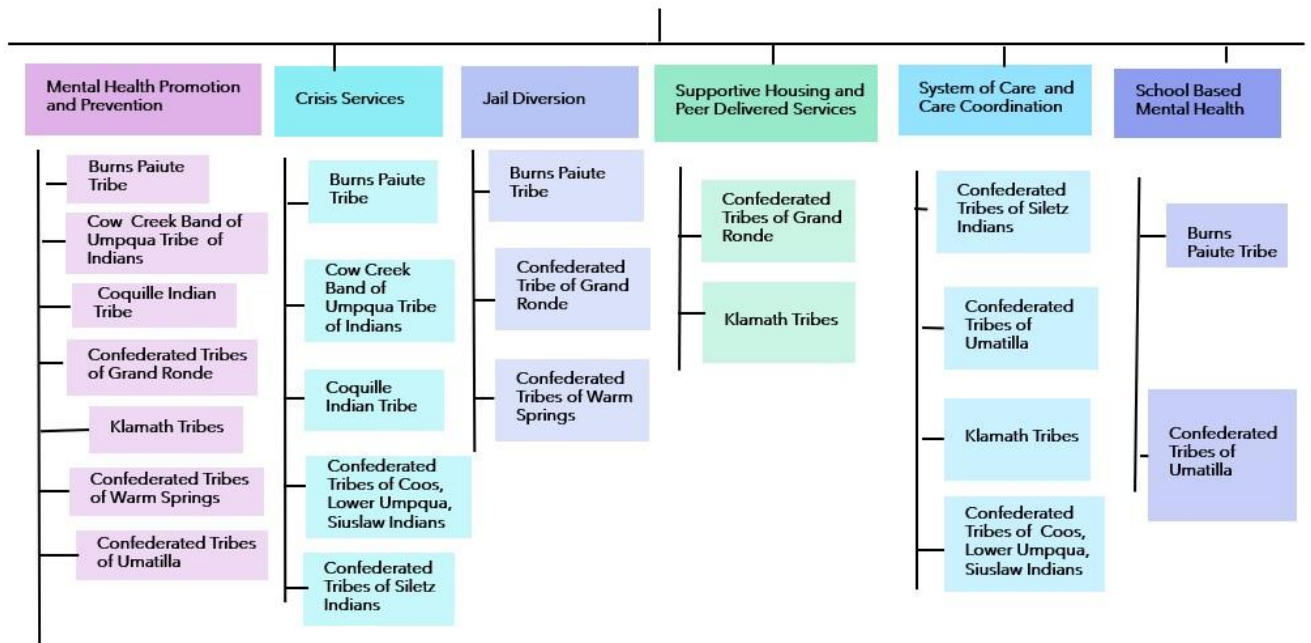 Mental Health Promotion
and Prevention
Burns Paiute
Tribe
Cow Creek Band of
Umpqua Tribe of
Indians
Coquille Indian
Tribe
Confederated Tribes
of Grand Ronde
Klamath Tribes
Confederated Tribes
of Warm Springs
Confederated Tribes
of Umatilla
Crisis Services
Burns Paiute
Tribe
Cow Creek
Band of
Umpqua Tribe
of Indians
Coquille
Indian Tribe
Confederated
Tribes of Coos,
Lower Umpqua,
Siuslaw Indians
Confederated
Tribes of Siletz
Indians
Jail Diversion
Burns Paiute
Tribe
Confederated
Tribe of Grand
Ronde
Confederated
Tribes of Warm
Springs
Supportive Housing and
Peer Delivered Services
Confederated
Tribes of Grand
Ronde
Klamath Tribes
System of Care and
Care Coordination
Confederated
Tribes of Siletz
Indians
Confederated
Tribes of
Umatilla
Klamath Tribes
Confederated
Tribes of Coos,
Lower Umpqua,
Siuslaw Indians
School Based
Mental Health
Burns
Paiute Tribe
Confederated
Tribes of
Umatilla